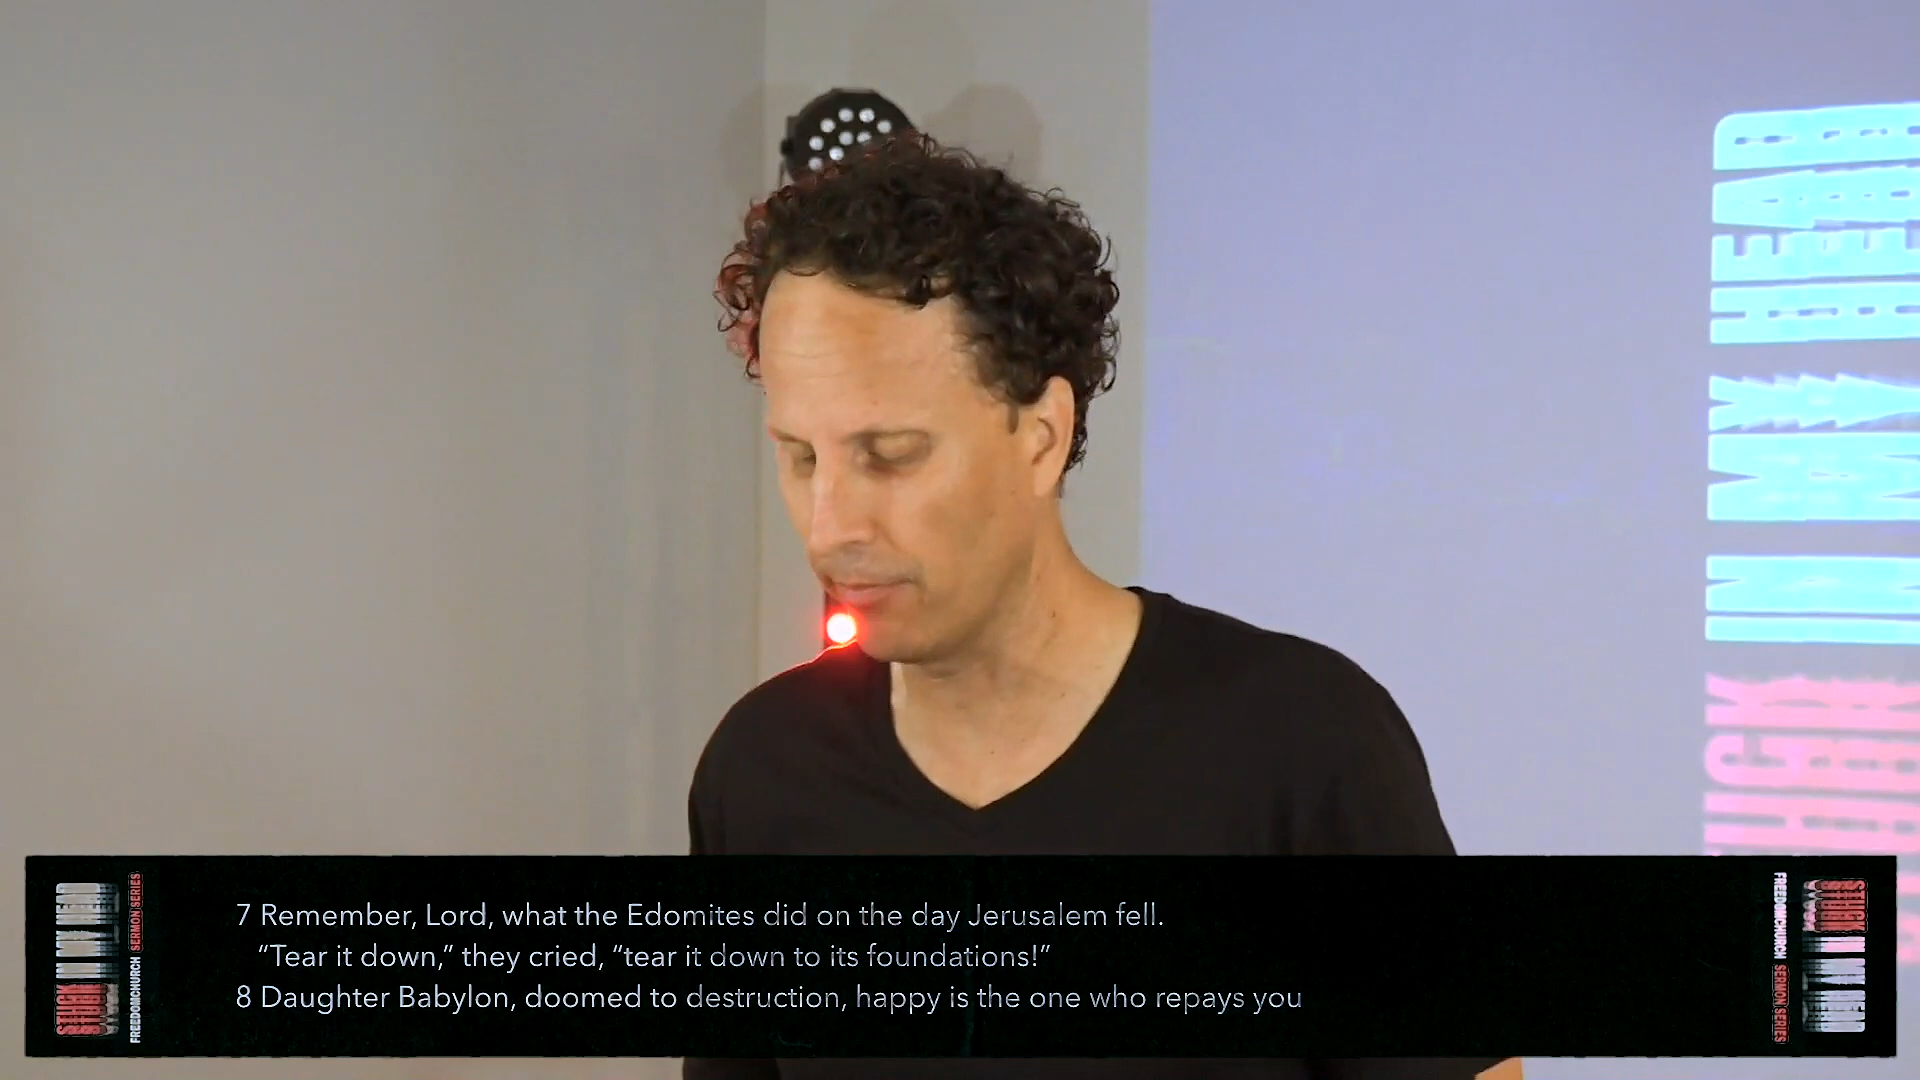 STUCK IN MY HEAD
7 Remember, Lord, what the Edomites did on the day Jerusalem fell.
“Tear it down,” they cried, “tear it down to its foundations!”
8 Daughter Babylon, doomed to destruction, happy is the one who repays you
STUCK IN MY HEAD
FREEDOMCHURCH SERMON SERIES
FREEDOMCHURCH SERMON SERIES
STUCK IN MY HEAD